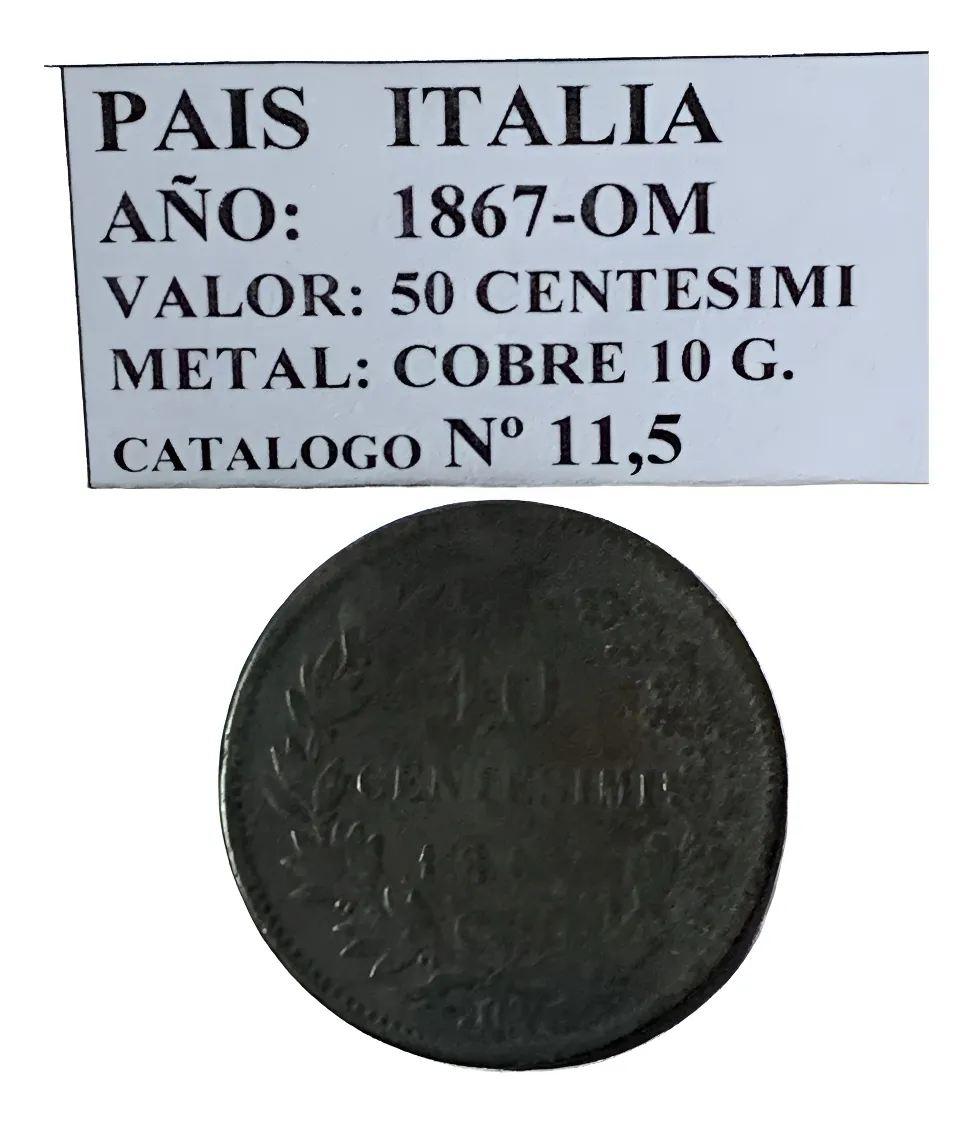 PAIS ITALIA
AÑO: 1867-OM
VALOR: 50 CENTESIMI
METAL: COBRE 10 G.
CATALOGO Nº 11,5
10
CENTESIMI